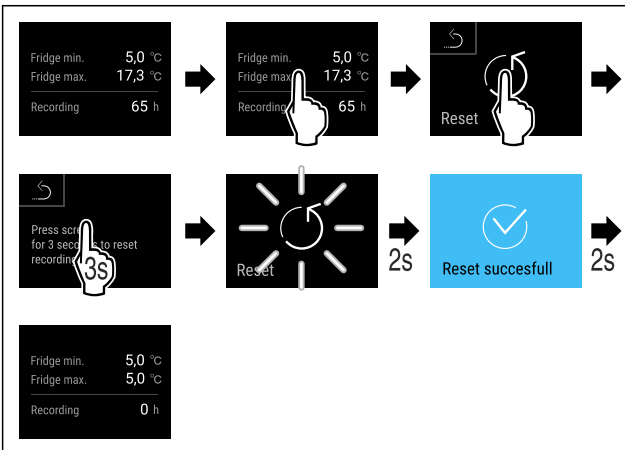 Fridge min. 5,0 °C
Fridge max. 17,3 °C
Recording 65 h
Fridge min. 5,0 °C
Fridge max 17,3 °C
Recording 65 h
Reset
Press scre
for 3 seco s to reset
recording
3s
Reset
2s
Reset succesfull
2s
Fridge min. 5,0 °C
Fridge max. 5,0 °C
Recording 0 h